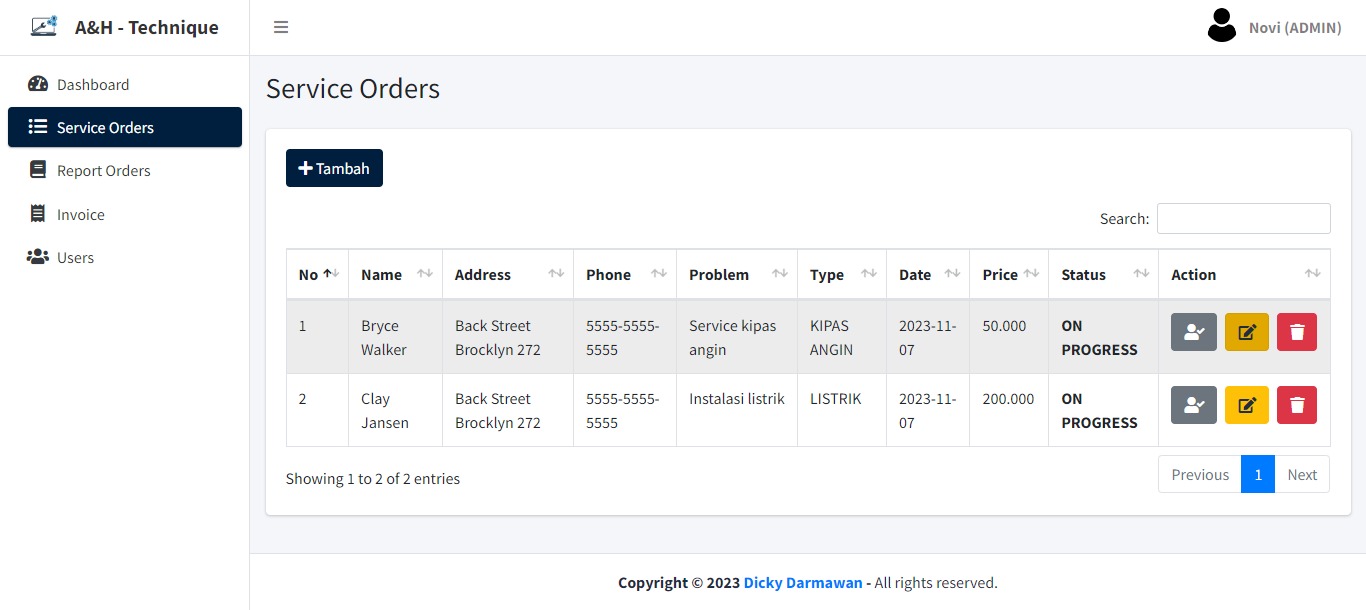 A&H - Technique
Novi (ADMIN)
Dashboard
Service Orders
Report Orders
Invoice
Users
Service Orders
Tambah
Search:
No Name Address Phone Problem Type Date Price Status Action
1 Bryce Back Street 5555-5555- Service kipas KIPAS 2023-11- 50.000 ON
Walker Brocklyn 272 5555 angin ANGIN 07 PROGRESS
2 Clay Back Street 5555-5555- Instalasi listrik LISTRIK 2023-11- 200.000 ON
Jansen Brocklyn 272 5555 07 PROGRESS
Showing 1 to 2 of 2 entries
Previous 1 Next
Copyright © 2023 Dicky Darmawan - All rights reserved.